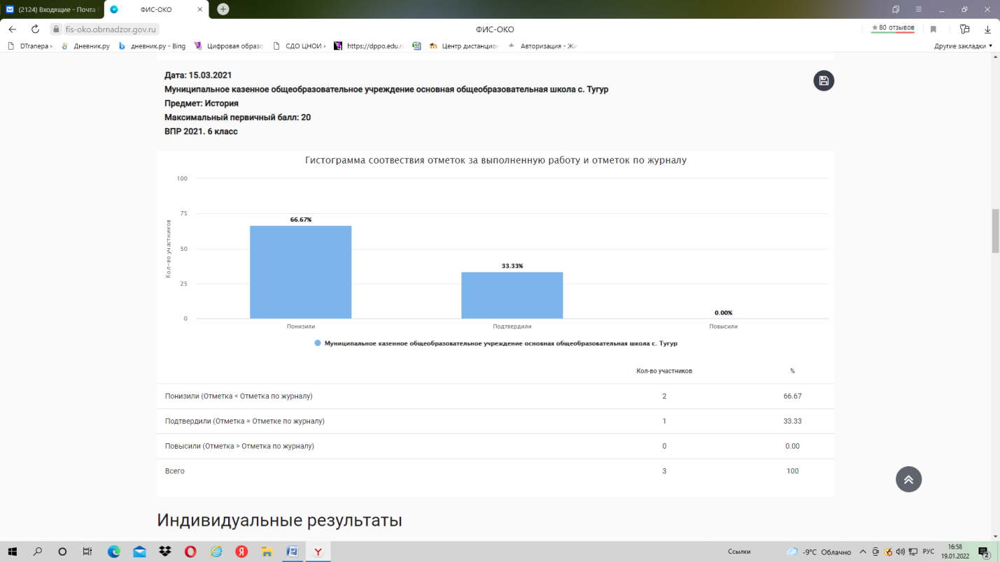 (2124) Входящие - Почта
ФИС-ОКО
fis-oko.obrnadzor.gov.ru
ФИС-ОКО
80 отзывов
DTranepa
Дневник.ру
дневник.ру - Bing
Цифровая образо
СДО ЦНОИ
https://dppo.edu.ru
Центр дистанцион
Авторизация - Жи
Другие закладки
Дата: 15.03.2021
Муниципальное казенное общеобразовательное учреждение основная общеобразовательная школа с. Тугур
Предмет: История
Максимальный первичный балл: 20
ВПР 2021. 6 класс
Гистограмма соотвествия отметок за выполненную работу и отметок по журналу
Кол-во участников
100
75
50
25
0
66.67%
33.33%
0.00%
Понизили
Подтвердили
Повысили
Муниципальное казенное общеобразовательное учреждение основная общеобразовательная школа с. Тугур
Кол-во участников %
Понизили (Отметка < Отметка по журналу) 2 66.67
Подтвердили (Отметка = Отметке по журналу) 1 33.33
Повысили (Отметка > Отметка по журналу) 0 0.00
Всего 3 100
Индивидуальные результаты
Ссылки
-9°C Облачно
РУС
16:58
19.01.2022
2